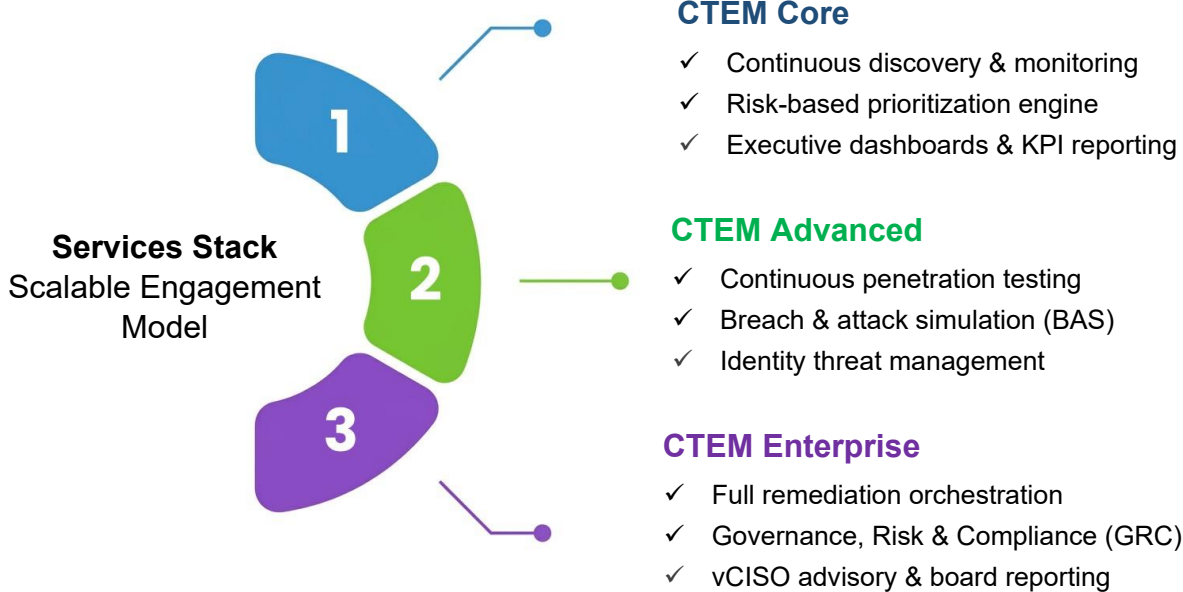 Services Stack
Scalable Engagement
Model
1
CTEM Core
✓ Continuous discovery & monitoring
✓ Risk-based prioritization engine
✓ Executive dashboards & KPI reporting
2
CTEM Advanced
✓ Continuous penetration testing
✓ Breach & attack simulation (BAS)
✓ Identity threat management
3
CTEM Enterprise
✓ Full remediation orchestration
✓ Governance, Risk & Compliance (GRC)
✓ vCISO advisory & board reporting